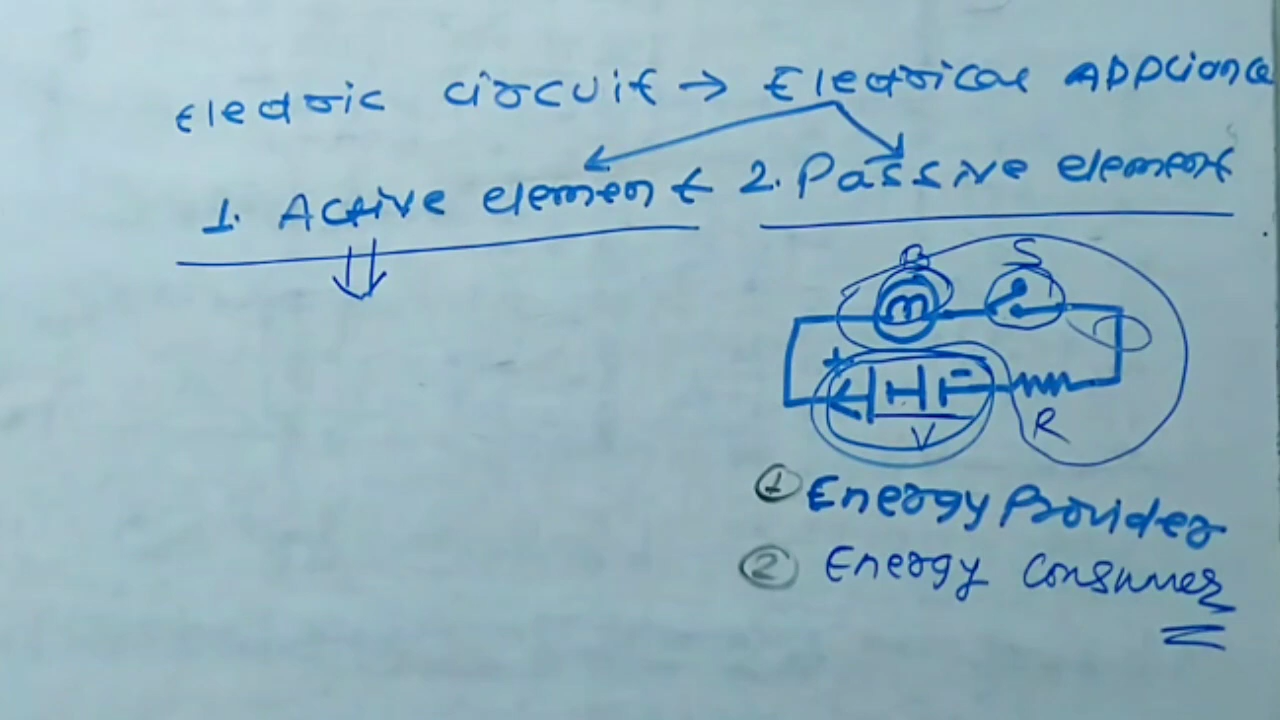 Electric circuit → Electrical Appliance
1. Active element 2. Passive element
B S
m
+ -
V R
① Energy Provider
② Energy Consumer